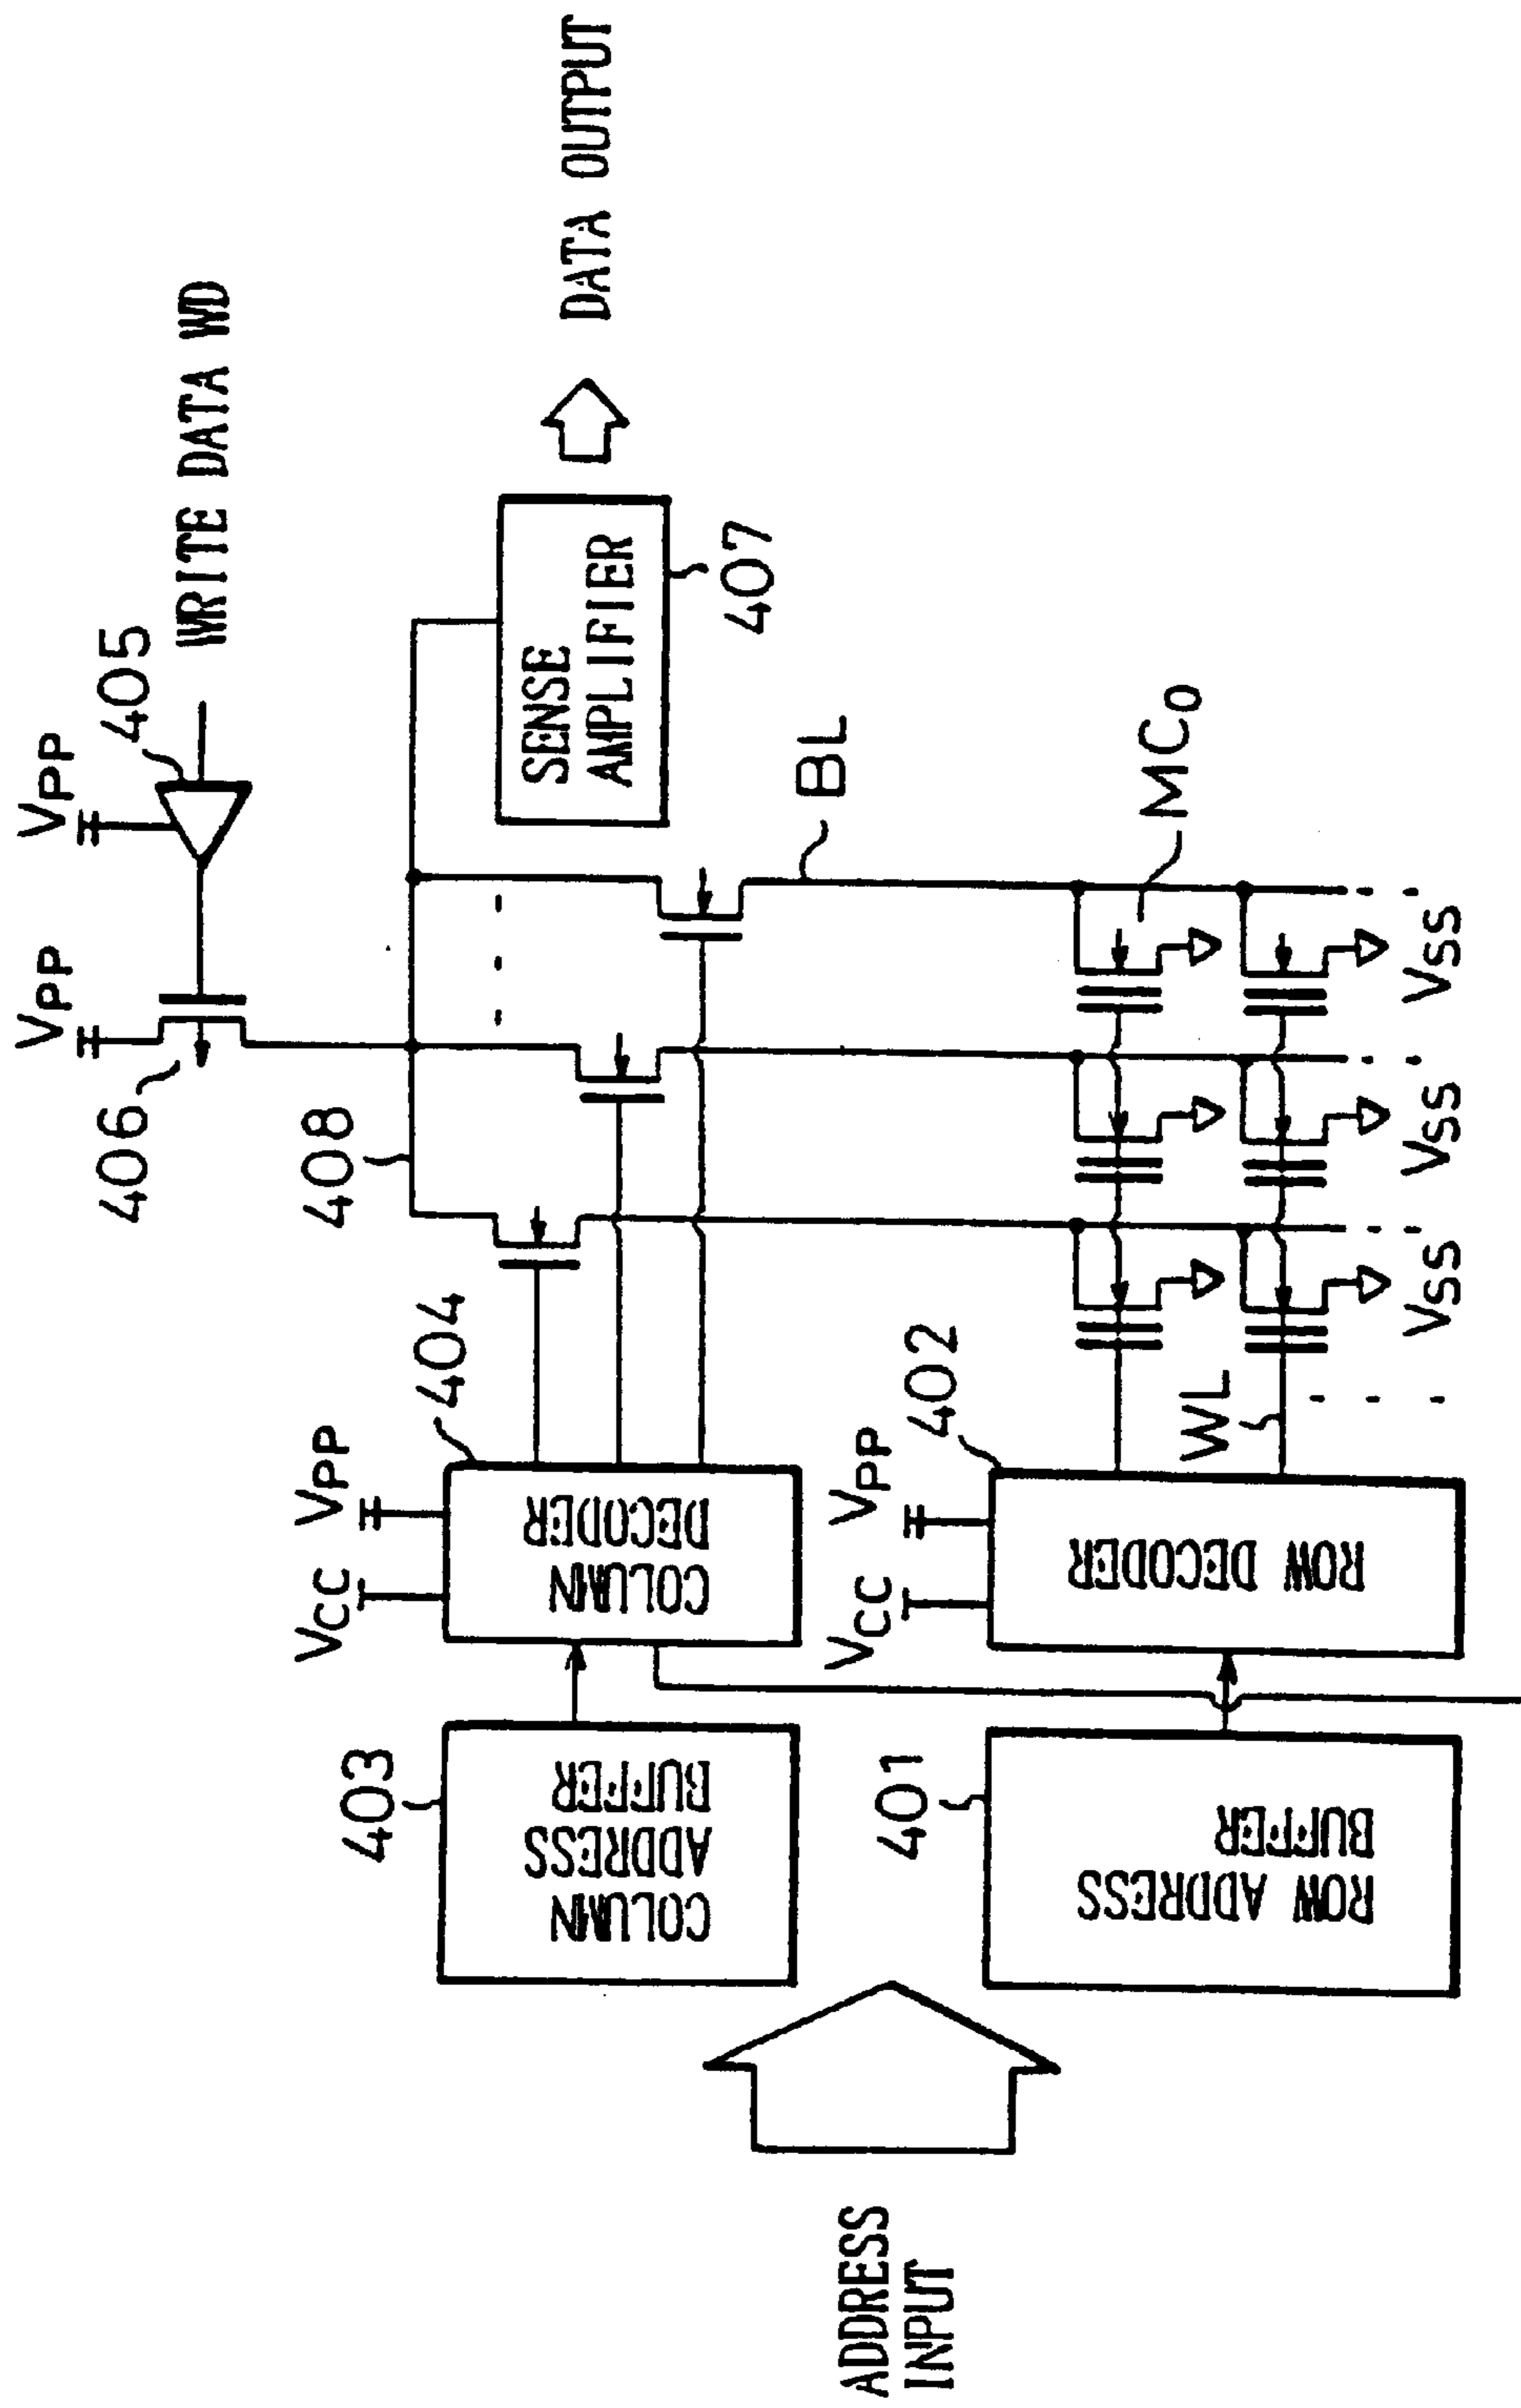 VPP
VPP
405
WRITE DATA WD
406
408
SENSE
AMPLIFIER
407
DATA OUTPUT
VCC
VPP
404
403
COLUMN
ADDRESS
BUFFER
COLUMN
DECODER
BL
ADDRESS
INPUT
VCC
VPP
402
401
ROW ADDRESS
BUFFER
ROW DECODER
WL
MC0
VSS
VSS
VSS